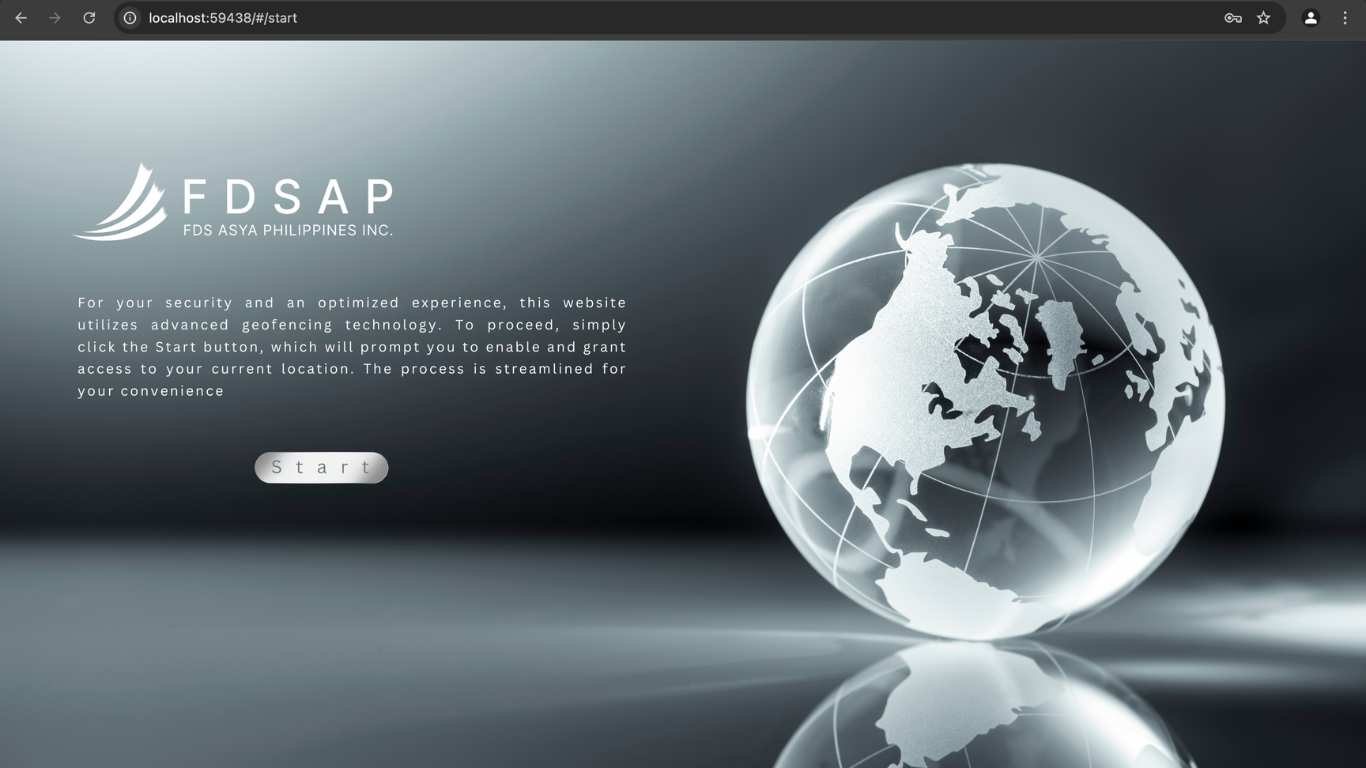 localhost:59438/#/start
FDSAP
FDS ASYA PHILIPPINES INC.
For your security and an optimized experience, this website
utilizes advanced geofencing technology. To proceed, simply
click the Start button, which will prompt you to enable and grant
access to your current location. The process is streamlined for
your convenience
Start